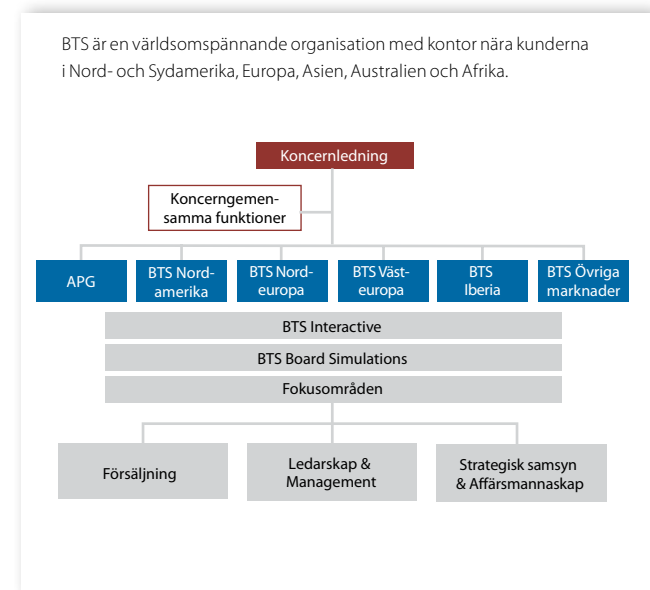 BTS är en världsomspännande organisation med kontor nära kunderna
i Nord- och Sydamerika, Europa, Asien, Australien och Afrika.
Koncernledning
Koncerngemen-
samma funktioner
APG
BTS Nord-
amerika
BTS Nord-
europa
BTS Väst-
europa
BTS
Iberia
BTS Övriga
marknader
BTS Interactive
BTS Board Simulations
Fokusområden
Försäljning
Ledarskap &
Management
Strategisk samsyn
& Affärsmannaskap